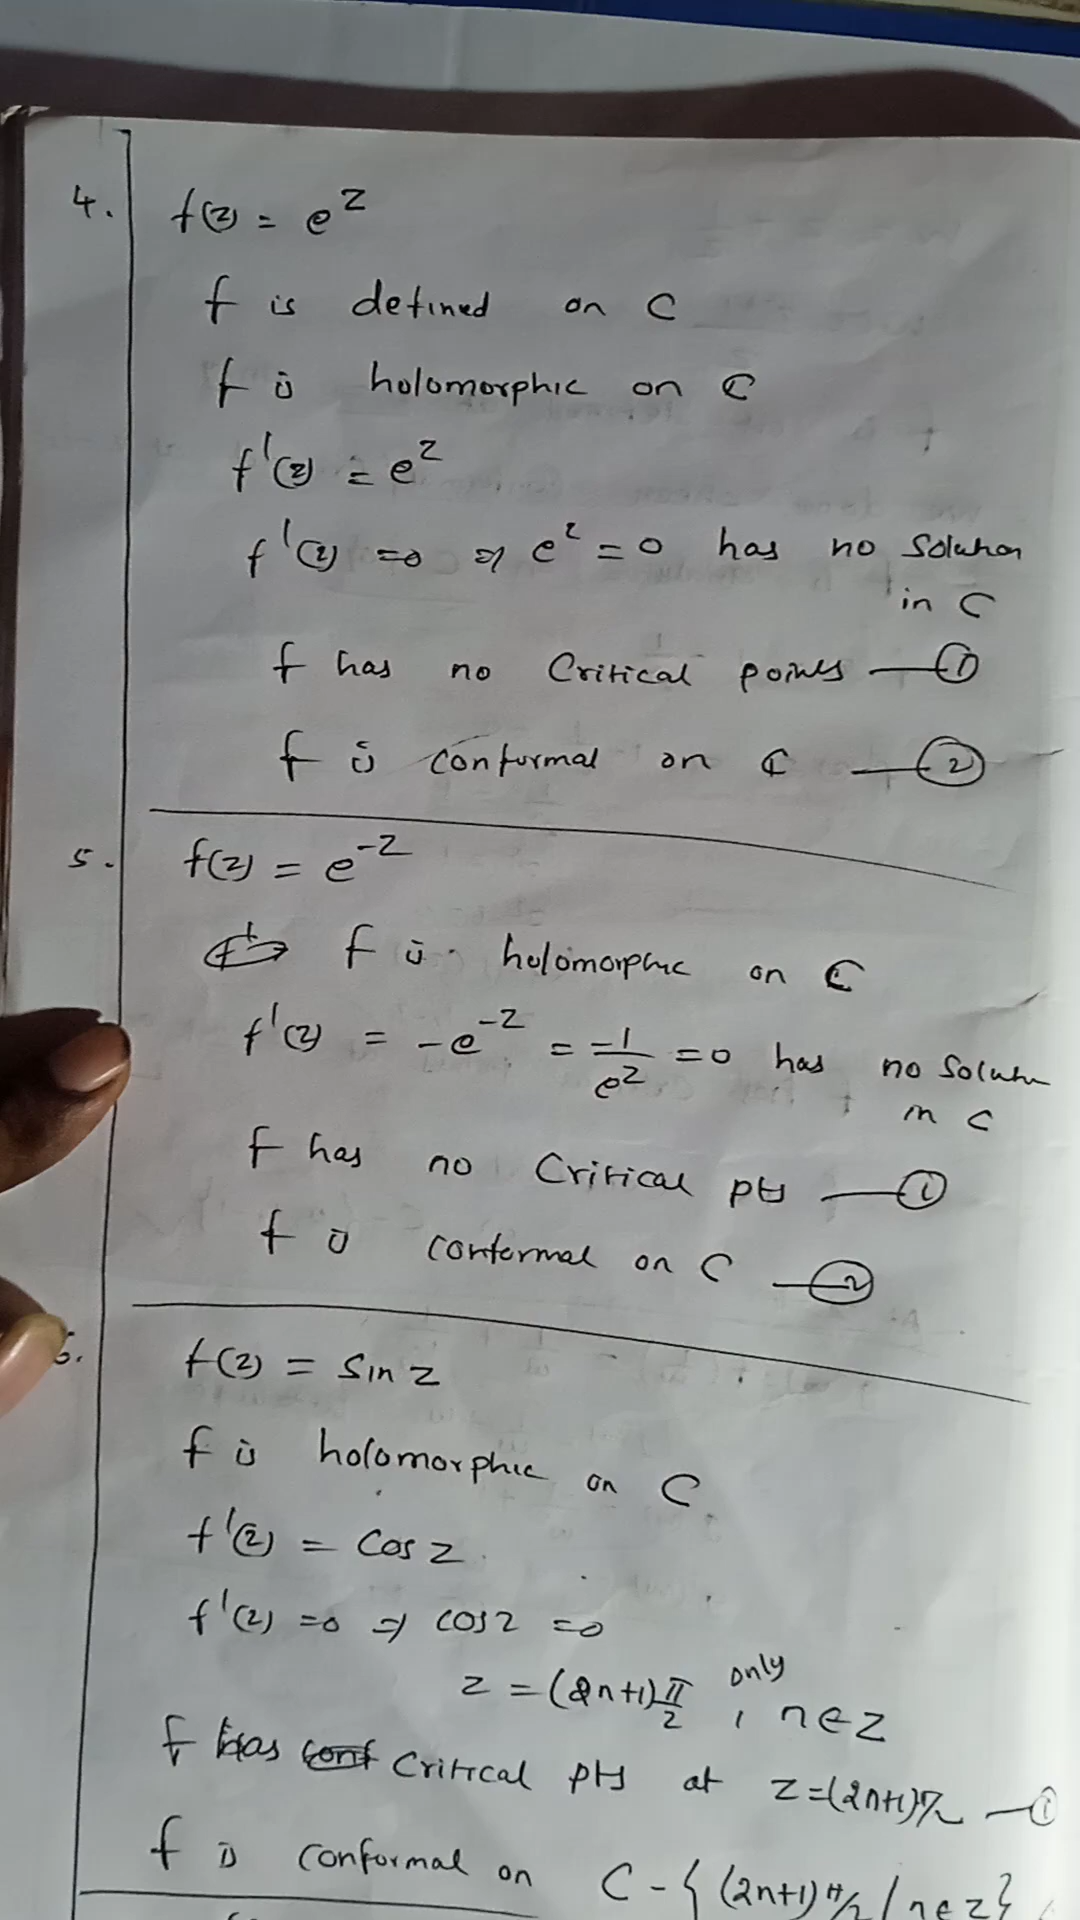 4. f(z) = e^z
f is defined on C
f is holomorphic on C
f'(z) = e^z
f'(z) =0 ⇒ e^z = 0 has no solution
in C
f has no Critical points — ①
f is conformal on C — ②
5. f(z) = e^-z
f is holomorphic on C
f'(z) = -e^-z = -1/e^z = 0 has no solution
in C
f has no Critical pts — ①
f is conformal on C — ②
6. f(z) = Sin z
f is holomorphic on C
f'(z) = Cos z
f'(z) =0 ⇒ cos z =0
z = (2n+1)π/2 only, n∈Z
f has Critical pts at z=(2n+1)π/2 — ①
f is conformal on C-{(2n+1)π/2 / n∈Z}